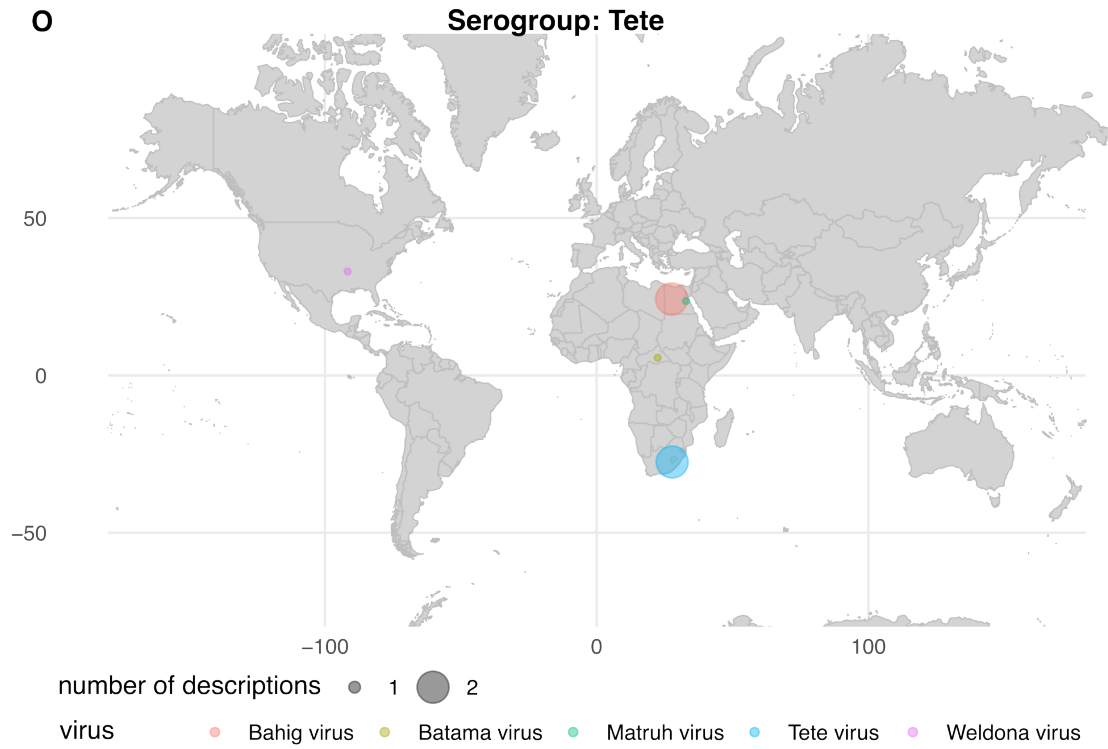 O
Serogroup: Tete
50
0
−50
−100 0 100
number of descriptions 1 2
virus Bahig virus Batama virus Matruh virus Tete virus Weldona virus